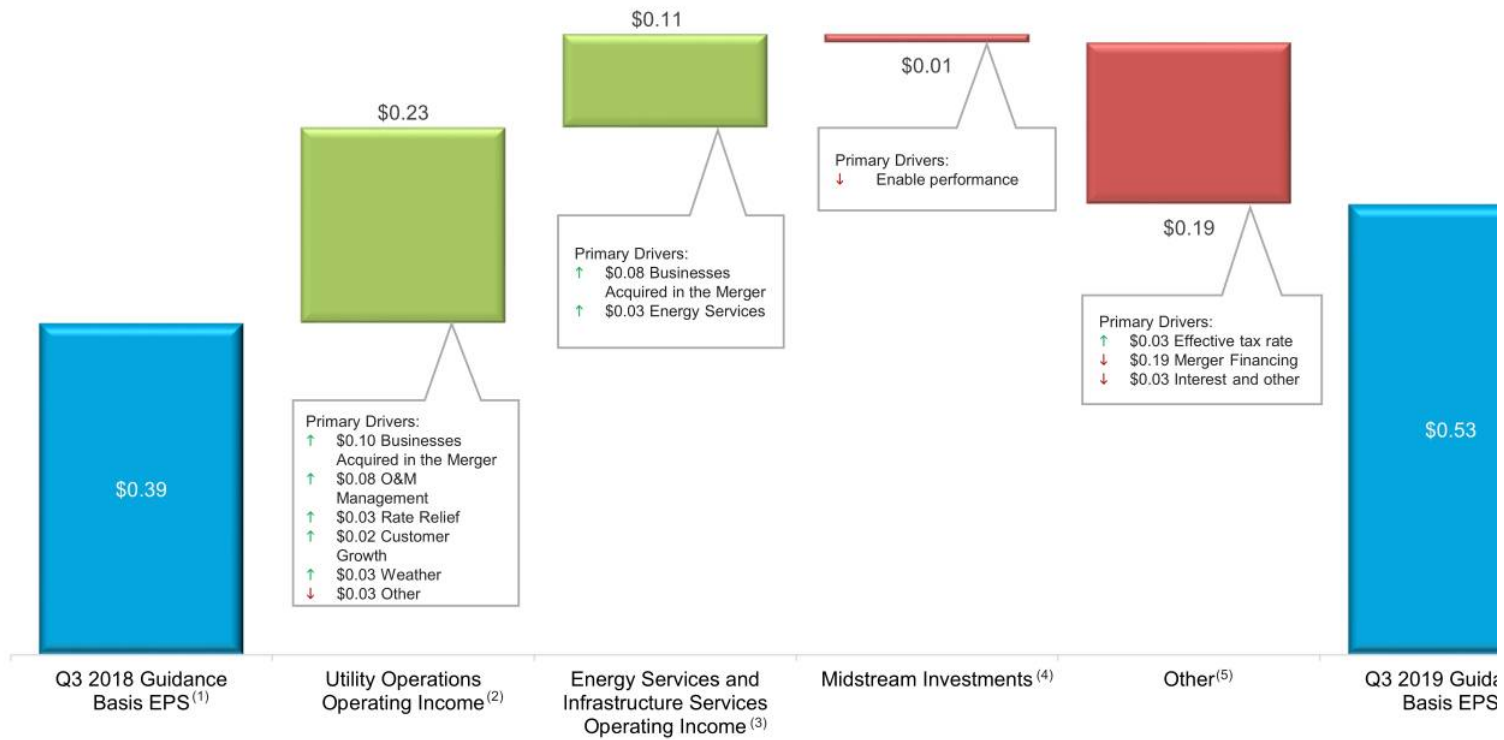 $0.11
$0.01
$0.23
Primary Drivers:
↓ Enable performance
$0.19
Primary Drivers:
↑ $0.08 Businesses
Acquired in the Merger
↑ $0.03 Energy Services
Primary Drivers:
↑ $0.03 Effective tax rate
↓ $0.19 Merger Financing
↓ $0.03 Interest and other
Primary Drivers:
↑ $0.10 Businesses
Acquired in the Merger
↑ $0.08 O&M
Management
↑ $0.03 Rate Relief
↑ $0.02 Customer
Growth
↑ $0.03 Weather
↓ $0.03 Other
$0.39
$0.53
Q3 2018 Guidance
Basis EPS (1)
Utility Operations
Operating Income (2)
Energy Services and
Infrastructure Services
Operating Income (3)
Midstream Investments (4)
Other (5)
Q3 2019
Basis EPS